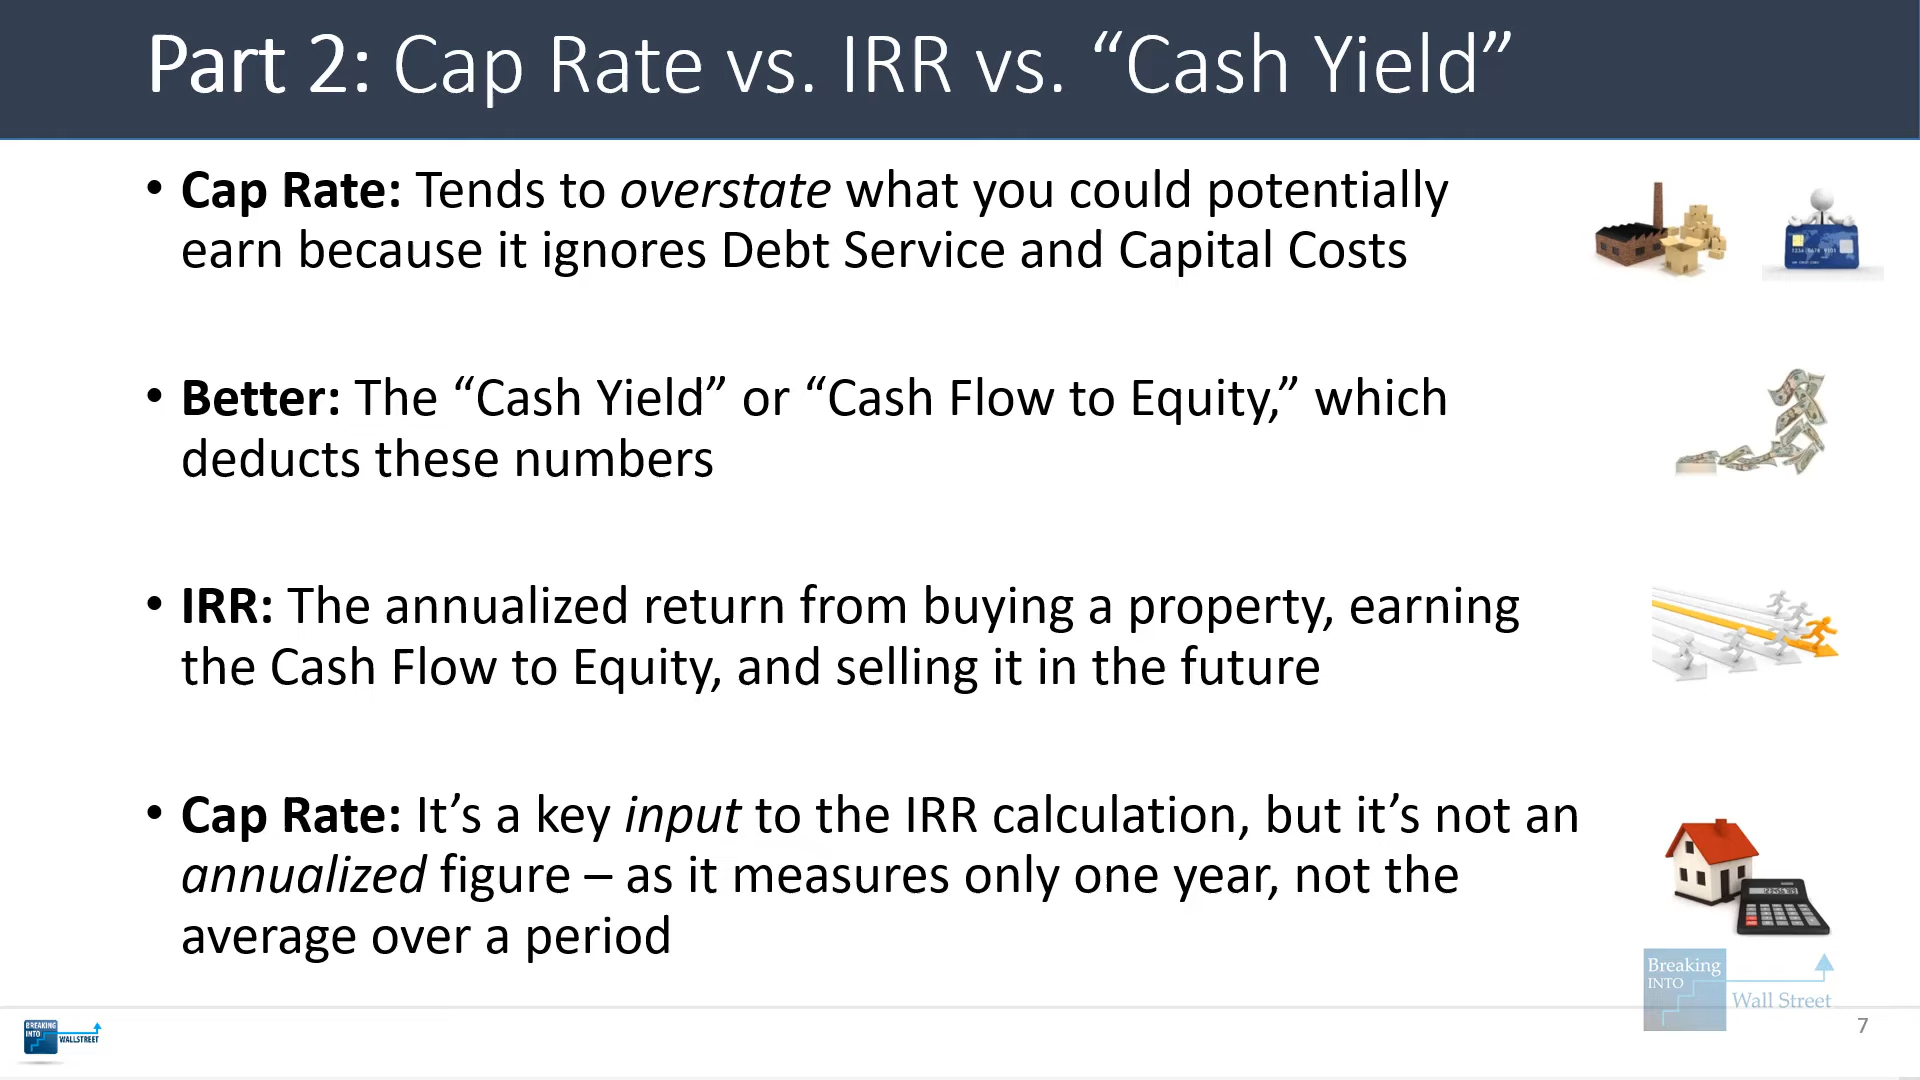 Part 2: Cap Rate vs. IRR vs. “Cash Yield”
• Cap Rate: Tends to overstate what you could potentially
earn because it ignores Debt Service and Capital Costs
• Better: The “Cash Yield” or “Cash Flow to Equity,” which
deducts these numbers
• IRR: The annualized return from buying a property, earning
the Cash Flow to Equity, and selling it in the future
• Cap Rate: It’s a key input to the IRR calculation, but it’s not an
annualized figure – as it measures only one year, not the
average over a period
Breaking
INTO
Wall Street
BREAKING
INTO
WALLSTREET
7